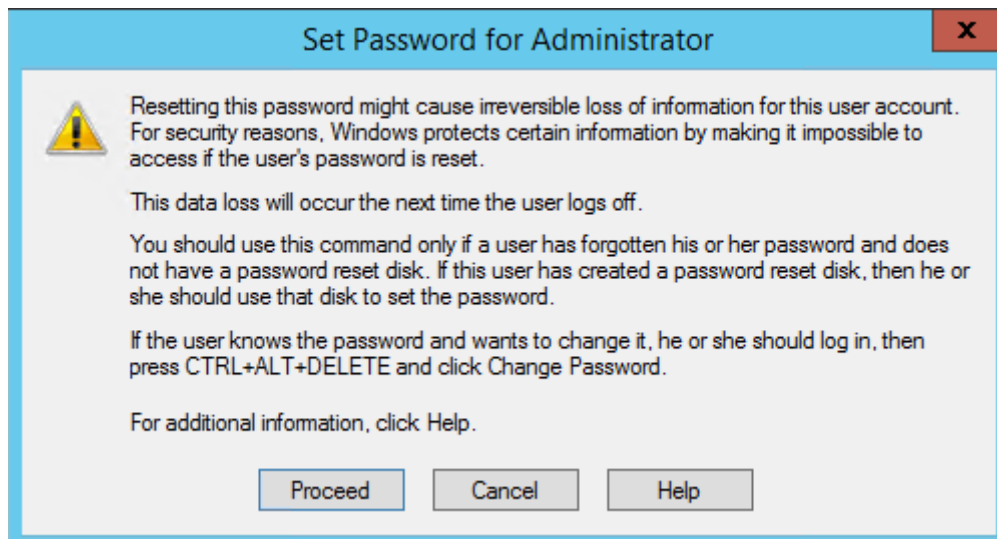 Set Password for Administrator
x
Resetting this password might cause irreversible loss of information for this user account.
For security reasons, Windows protects certain information by making it impossible to
access if the user's password is reset.
This data loss will occur the next time the user logs off.
You should use this command only if a user has forgotten his or her password and does
not have a password reset disk. If this user has created a password reset disk, then he or
she should use that disk to set the password.
If the user knows the password and wants to change it, he or she should log in, then
press CTRL+ALT+DELETE and click Change Password.
For additional information, click Help.
Proceed
Cancel
Help